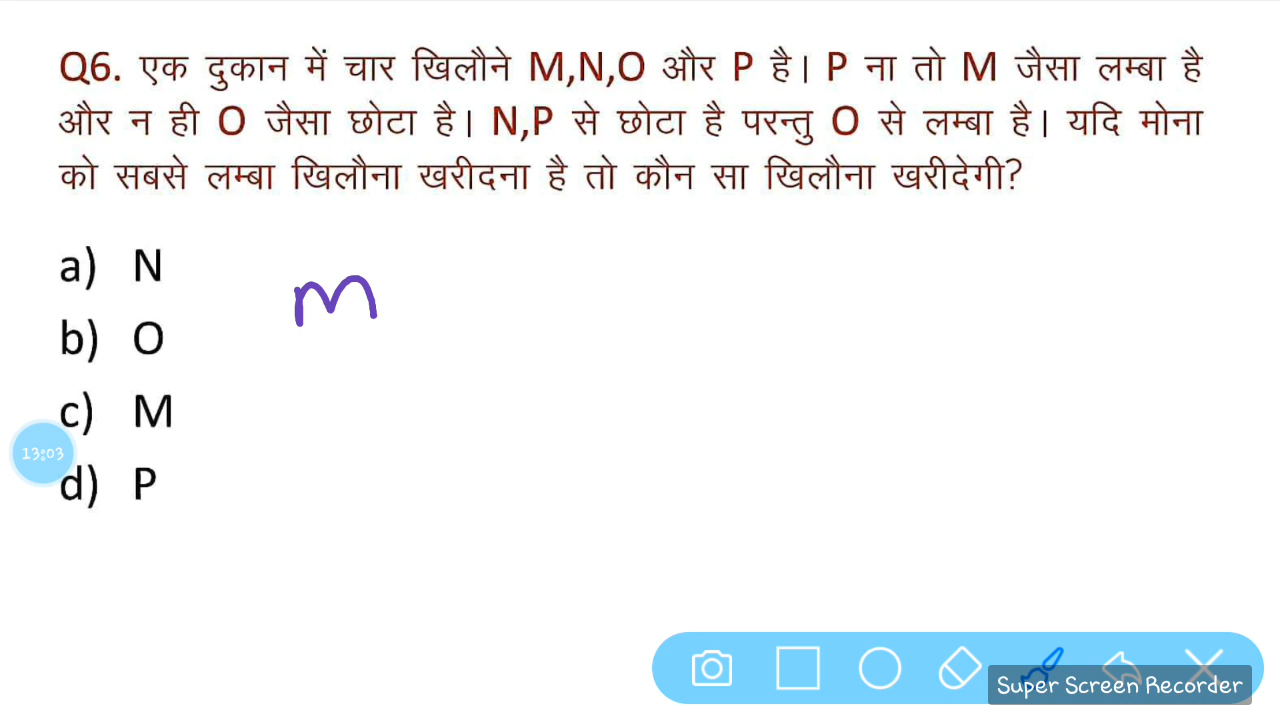 Q6. एक दुकान में चार खिलौने M,N,O और P है। P ना तो M जैसा लम्बा है
और न ही O जैसा छोटा है। N,P से छोटा है परन्तु O से लम्बा है। यदि मोना
को सबसे लम्बा खिलौना खरीदना है तो कौन सा खिलौना खरीदेगी?
a) N
m
b) O
c) M
13:03
d) P
Super Screen Recorder